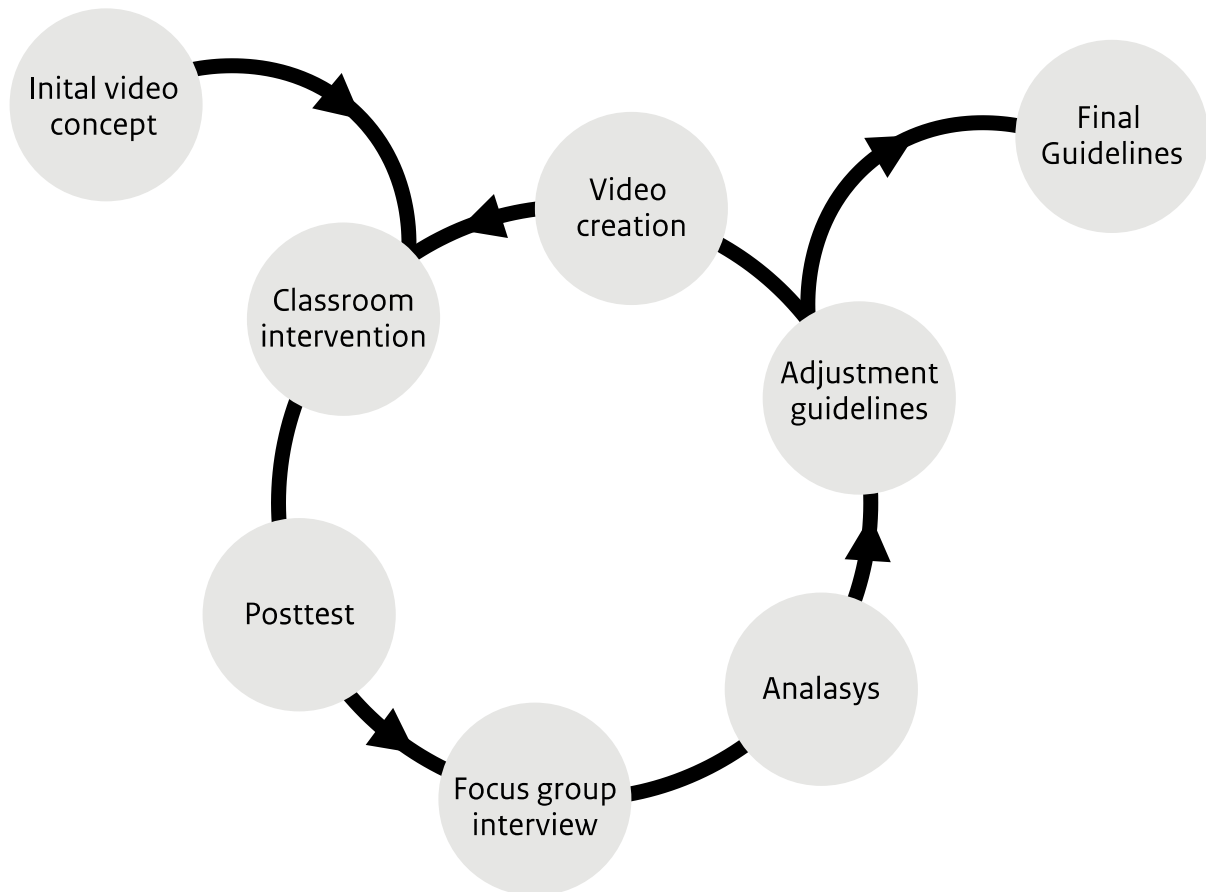 Inital video
concept
Final
Guidelines
Video
creation
Classroom
intervention
Adjustment
guidelines
Posttest
Analasys
Focus group
interview